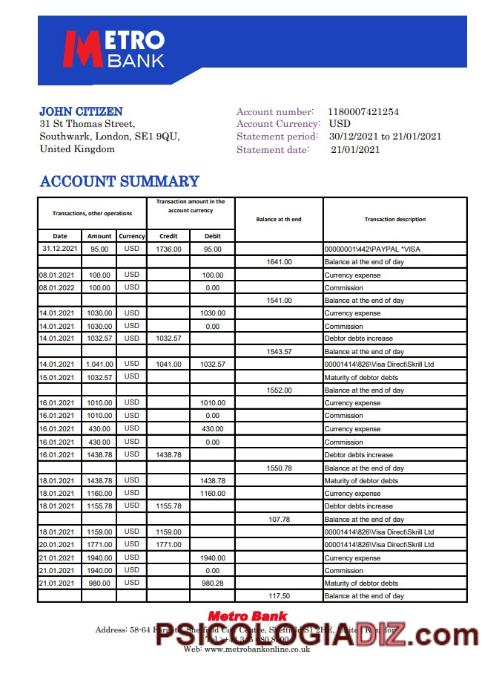 METRO
BANK
JOHN CITIZEN
31 St Thomas Street,
Southwark, London, SE1 9QU,
United Kingdom
Account number: 1180007421254
Account Currency: USD
Statement period: 30/12/2021 to 21/01/2021
Statement date: 21/01/2021
ACCOUNT SUMMARY
Transactions, other operations
Transaction amount in the account currency
Balance at th end
Transaction description
Date Amount Currency Credit Debit
31.12.2021 95.00 USD 1736.00 95.00 00000001\442\PAYPAL *VISA
1641.00 Balance at the end of day
08.01.2021 100.00 USD 100.00 Currency expense
08.01.2022 100.00 USD 0.00 Commission
1541.00 Balance at the end of day
14.01.2021 1030.00 USD 1030.00 Currency expense
14.01.2021 1030.00 USD 0.00 Commission
14.01.2021 1032.57 USD 1032.57 Debtor debts increase
1543.57 Balance at the end of day
14.01.2021 1.041.00 USD 1041.00 1032.57 00001414\826\Visa Direct\Skrill Ltd
15.01.2021 1032.57 USD Maturity of debtor debts
1552.00 Balance at the end of day
16.01.2021 1010.00 USD 1010.00 Currency expense
16.01.2021 1010.00 USD 0.00 Commission
16.01.2021 430.00 USD 430.00 Currency expense
16.01.2021 430.00 USD 0.00 Commission
16.01.2021 1438.78 USD 1438.78 Debtor debts increase
1550.78 Balance at the end of day
18.01.2021 1438.78 USD 1438.78 Maturity of debtor debts
18.01.2021 1160.00 USD 1160.00 Currency expense
18.01.2021 1155.78 USD 1155.78 Debtor debts increase
107.78 Balance at the end of day
18.01.2021 1159.00 USD 1159.00 00001414\826\Visa Direct\Skrill Ltd
20.01.2021 1771.00 USD 1771.00 00001414\826\Visa Direct\Skrill Ltd
21.01.2021 1940.00 USD 1940.00 Currency expense
21.01.2021 1940.00 USD 0.00 Commission
21.01.2021 980.00 USD 980.28 Maturity of debtor debts
117.50 Balance at the end of day
Metro Bank
Address: 58-64
PSICOLOGIADIZ.com
Web: www.metrobankonline.co.uk